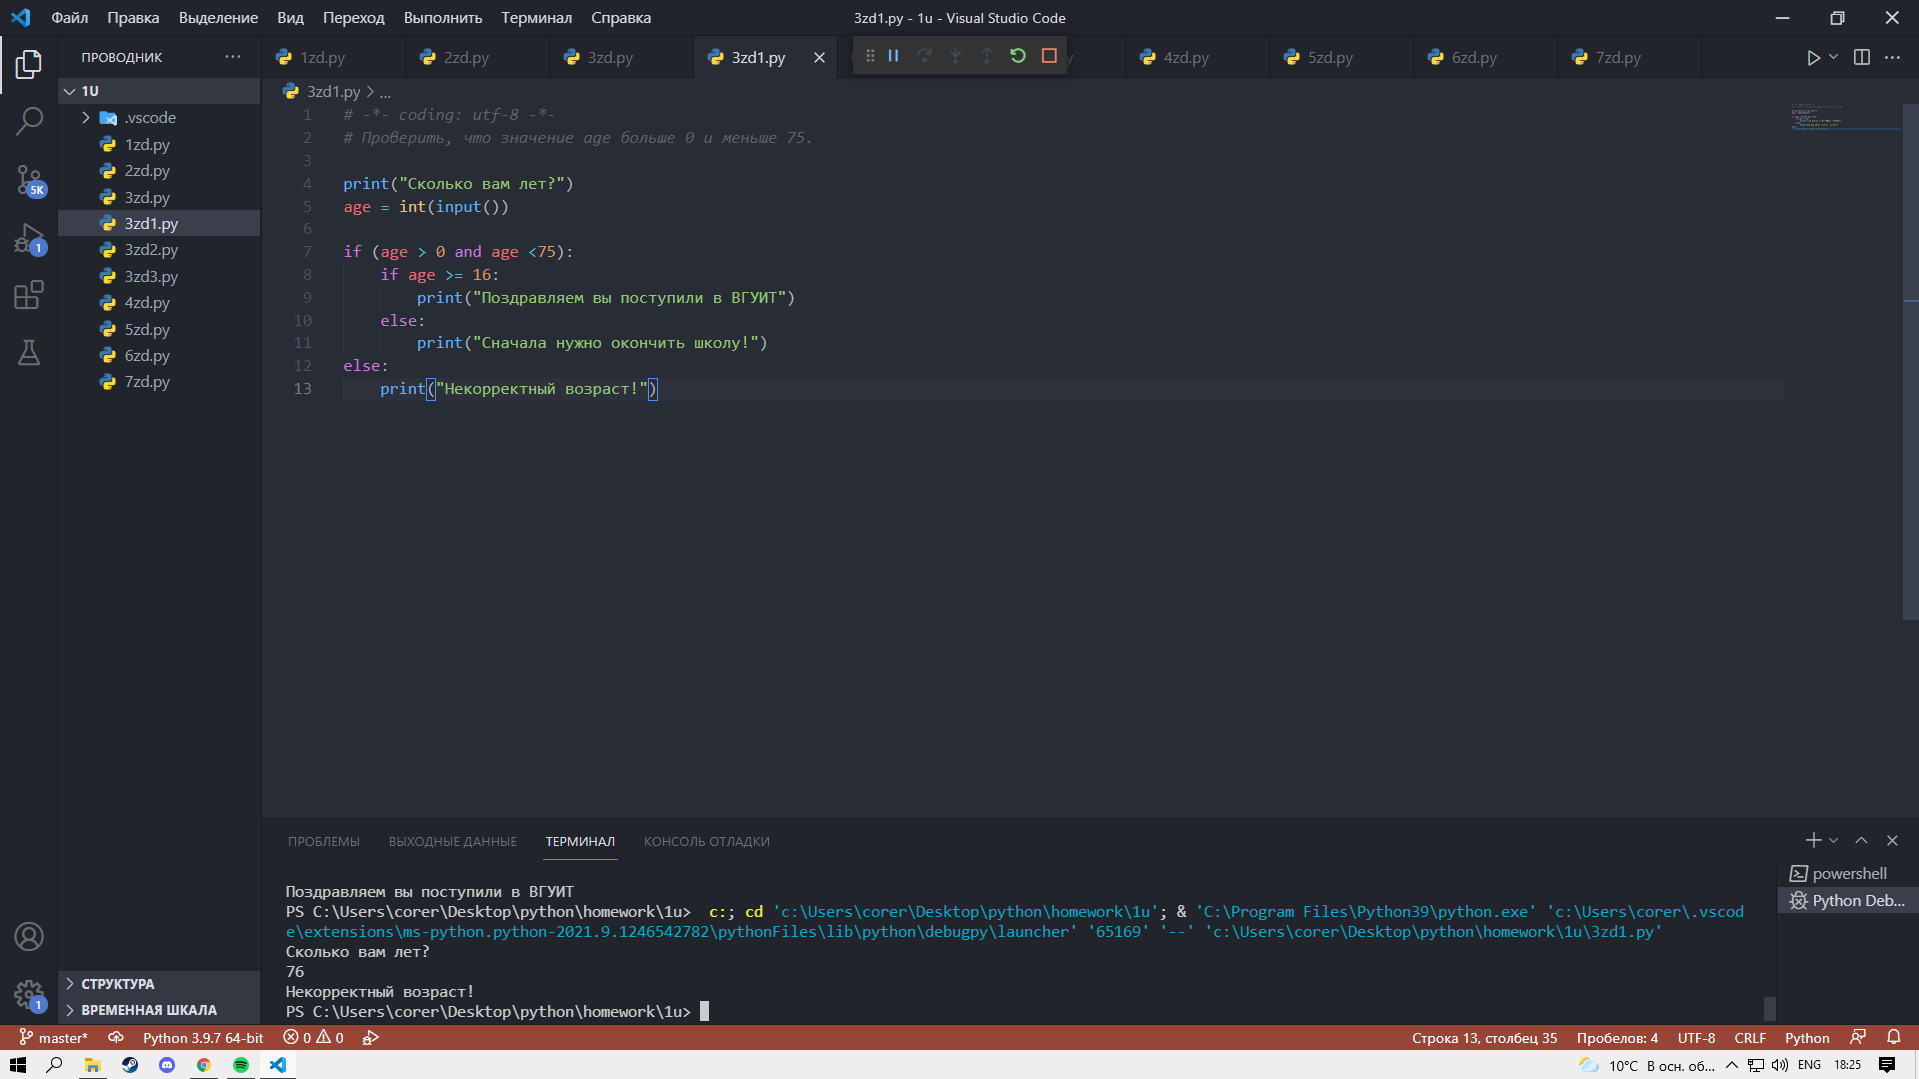 Файл Правка Выделение Вид Переход Выполнить Терминал Справка
3zd1.py - 1u - Visual Studio Code
ПРОВОДНИК
1zd.py 2zd.py 3zd.py 3zd1.py 4zd.py 5zd.py 6zd.py 7zd.py
1U
.vscode
1zd.py
2zd.py
3zd.py
3zd1.py
3zd2.py
3zd3.py
4zd.py
5zd.py
6zd.py
7zd.py
5K
1
3zd1.py > ...
1 # -*- coding: utf-8 -*-
2 # Проверить, что значение age больше 0 и меньше 75.
3
4 print("Сколько вам лет?")
5 age = int(input())
6
7 if (age > 0 and age <75):
8 if age >= 16:
9 print("Поздравляем вы поступили в ВГУИТ")
10 else:
11 print("Сначала нужно окончить школу!")
12 else:
13 print("Некорректный возраст!")
ПРОБЛЕМЫ ВЫХОДНЫЕ ДАННЫЕ ТЕРМИНАЛ КОНСОЛЬ ОТЛАДКИ
powershell
Python Deb...
Поздравляем вы поступили в ВГУИТ
PS C:\Users\corer\Desktop\python\homework\1u>  c:; cd 'c:\Users\corer\Desktop\python\homework\1u'; & 'C:\Program Files\Python39\python.exe' 'c:\Users\corer\.vscod
e\extensions\ms-python.python-2021.9.1246542782\pythonFiles\lib\python\debugpy\launcher' '65169' '--' 'c:\Users\corer\Desktop\python\homework\1u\3zd1.py'
Сколько вам лет?
76
Некорректный возраст!
PS C:\Users\corer\Desktop\python\homework\1u>
СТРУКТУРА
ВРЕМЕННАЯ ШКАЛА
1
master* Python 3.9.7 64-bit 0 0 Строка 13, столбец 35 Пробелов: 4 UTF-8 CRLF Python
10°C В осн. об... ENG 18:25